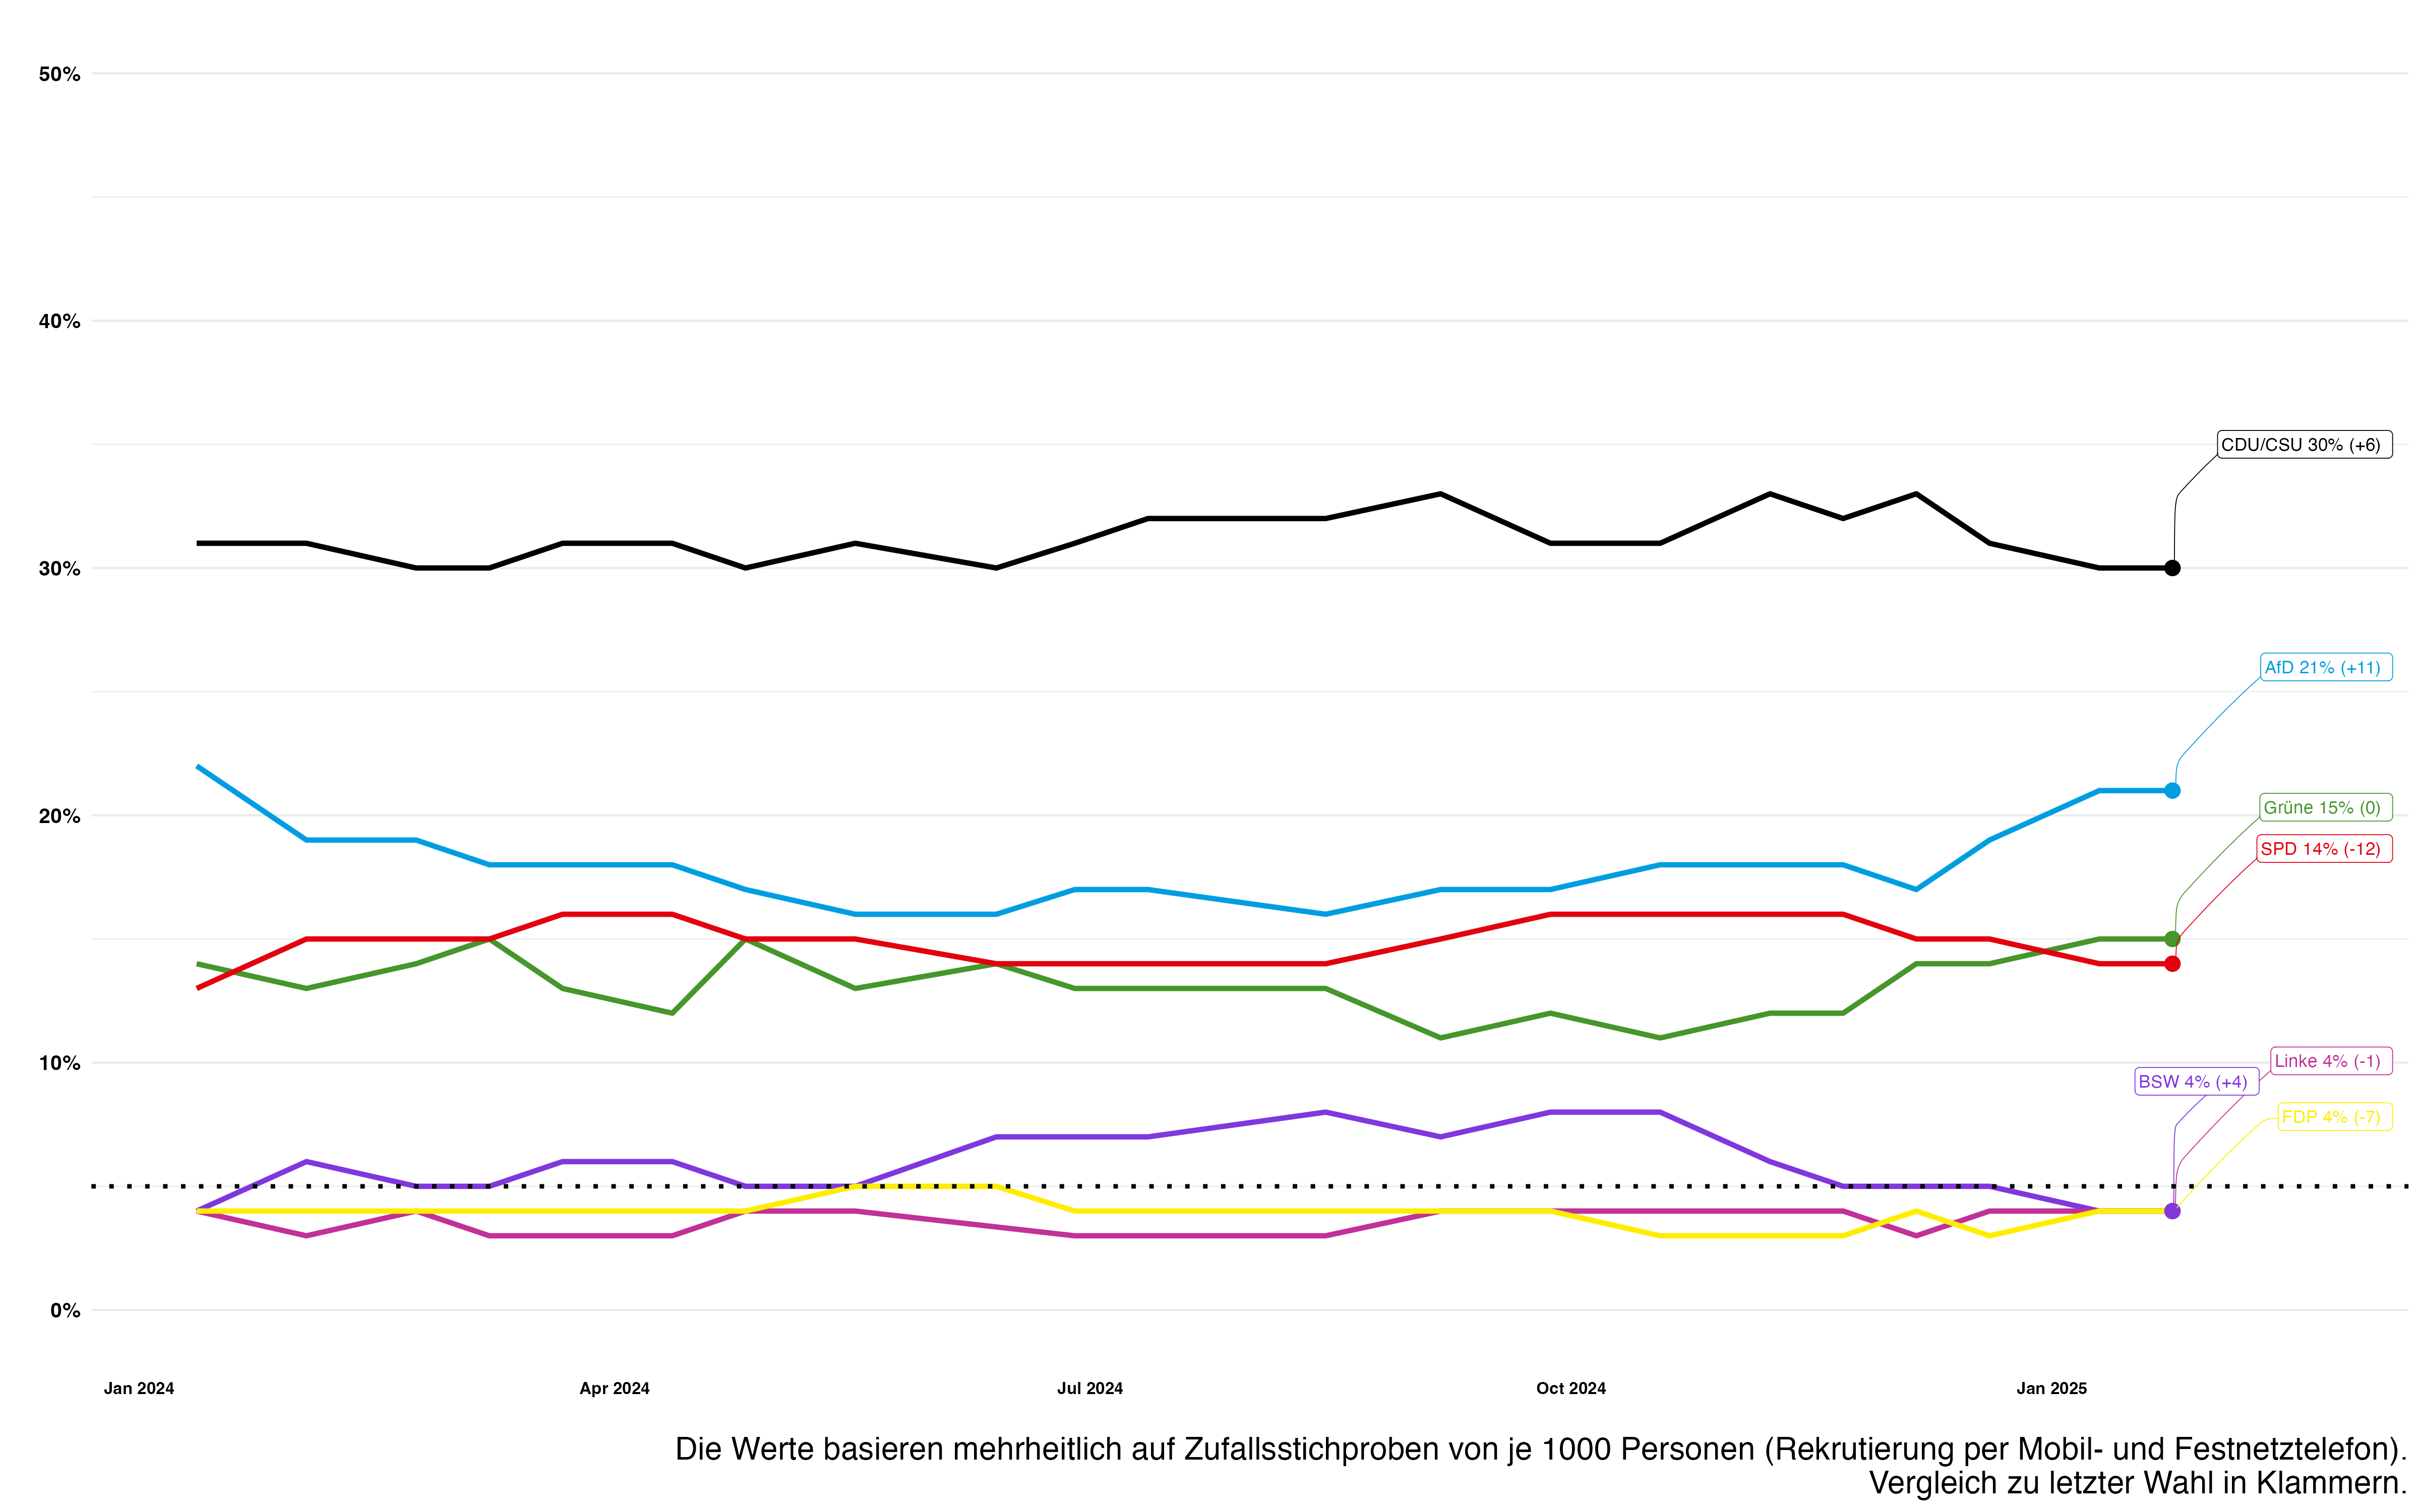 50%
40%
30%
20%
10%
0%
CDU/CSU 30% (+6)
AfD 21% (+11)
Grüne 15% (0)
SPD 14% (-12)
Linke 4% (-1)
BSW 4% (+4)
FDP 4% (-7)
Jan 2024 Apr 2024 Jul 2024 Oct 2024 Jan 2025
Die Werte basieren mehrheitlich auf Zufallsstichproben von je 1000 Personen (Rekrutierung per Mobil- und Festnetztelefon).
Vergleich zu letzter Wahl in Klammern.